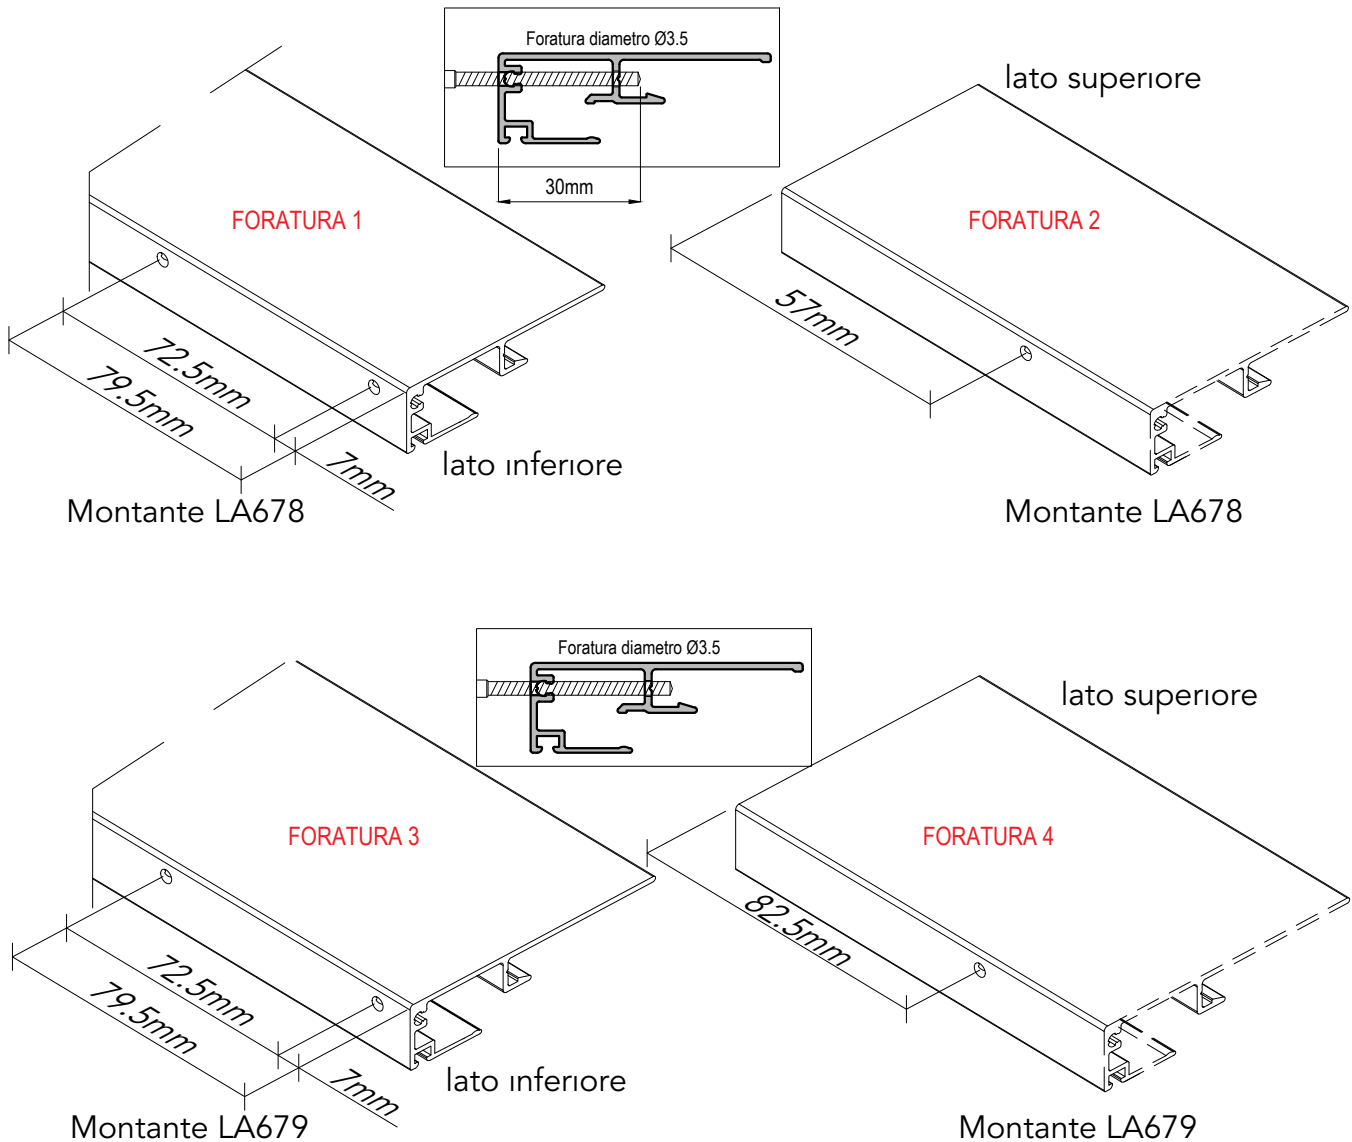 Foratura diametro Ø3.5
30mm
lato superiore
FORATURA 1
FORATURA 2
57mm
72.5mm
79.5mm
7mm
lato inferiore
Montante LA678
Montante LA678
Foratura diametro Ø3.5
lato superiore
FORATURA 3
FORATURA 4
82.5mm
72.5mm
79.5mm
7mm
lato inferiore
Montante LA679
Montante LA679